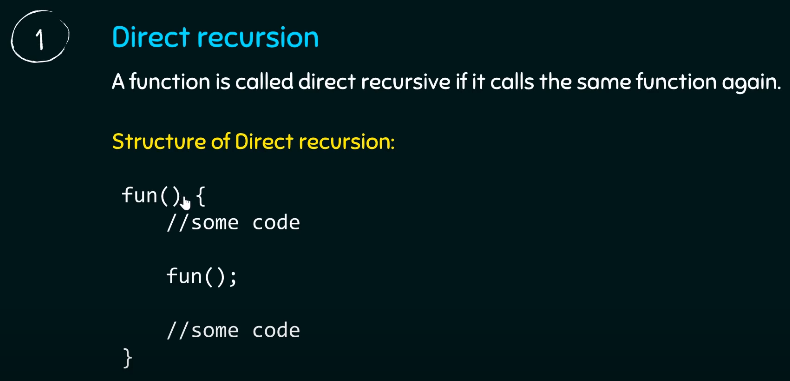 1
Direct recursion
A function is called direct recursive if it calls the same function again.
Structure of Direct recursion:
fun() {
//some code
fun();
//some code
}